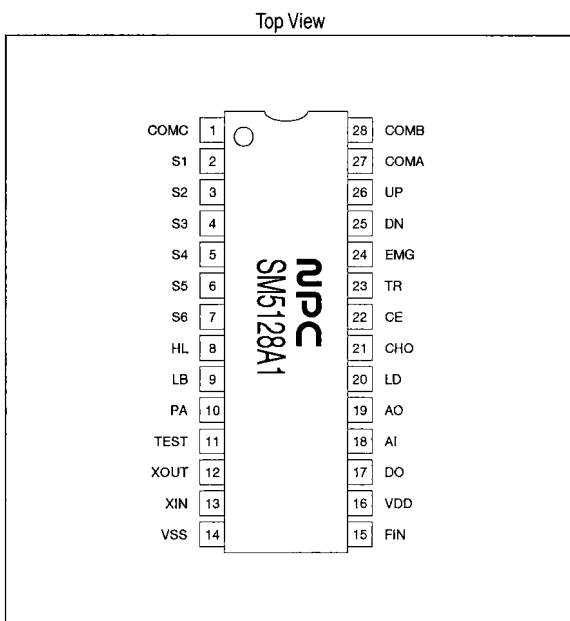 Top View
COMC 1 28 COMB
S1 2 27 COMA
S2 3 26 UP
S3 4 25 DN
S4 5 24 EMG
S5 6 23 TR
S6 7 22 CE
HL 8 21 CHO
LB 9 20 LD
PA 10 19 AO
TEST 11 18 AI
XOUT 12 17 DO
XIN 13 16 VDD
VSS 14 15 FIN
NPC
SM5128A1